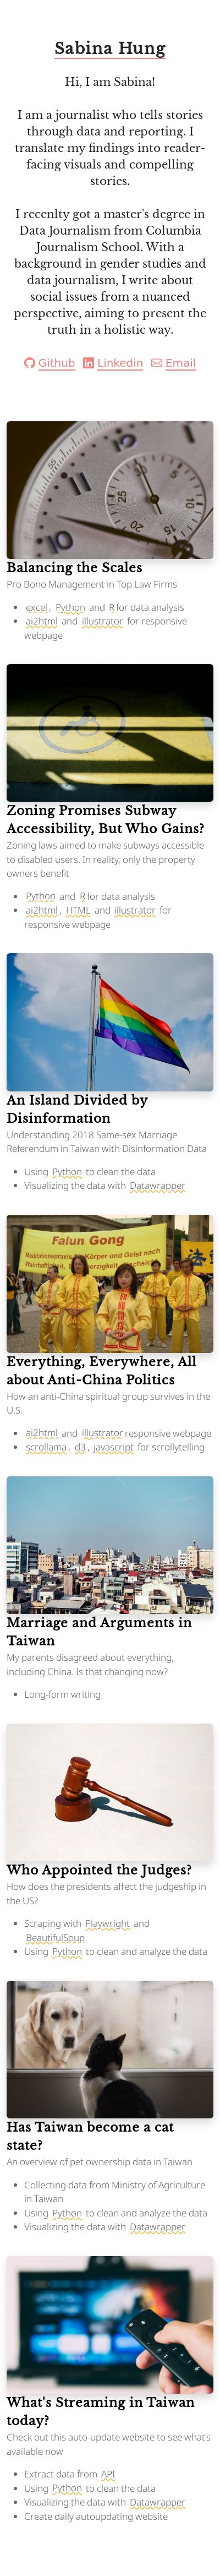 Sabina Hung
Hi, I am Sabina!
I am a journalist who tells stories
through data and reporting. I
translate my findings into reader-
facing visuals and compelling
stories.
I recenlty got a master's degree in
Data Journalism from Columbia
Journalism School. With a
background in gender studies and
data journalism, I write about
social issues from a nuanced
perspective, aiming to present the
truth in a holistic way.
Github Linkedin Email
55
25
20
20
15
Balancing the Scales
Pro Bono Management in Top Law Firms
• excel, Python and R for data analysis
• ai2html and illustrator for responsive
webpage
Zoning Promises Subway
Accessibility, But Who Gains?
Zoning laws aimed to make subways accessible
to disabled users. In reality, only the property
owners benefit
• Python and R for data analysis
• ai2html, HTML and illustrator for
responsive webpage
An Island Divided by
Disinformation
Understanding 2018 Same-sex Marriage
Referendum in Taiwan with Disinformation Data
• Using Python to clean the data
• Visualizing the data with Datawrapper
Falun Gong
Meditationspraxis für Körper und Geist nach
法
Everything, Everywhere, All
about Anti-China Politics
How an anti-China spiritual group survives in the
U.S.
• ai2html and illustrator responsive webpage
• scrollama, d3, javascript for scrollytelling
Marriage and Arguments in
Taiwan
My parents disagreed about everything,
including China. Is that changing now?
• Long-form writing
Who Appointed the Judges?
How does the presidents affect the judgeship in
the US?
• Scraping with Playwright and
BeautifulSoup
• Using Python to clean and analyze the data
Has Taiwan become a cat
state?
An overview of pet ownership data in Taiwan
• Collecting data from Ministry of Agriculture
in Taiwan
• Using Python to clean and analyze the data
• Visualizing the data with Datawrapper
What's Streaming in Taiwan
today?
Check out this auto-update website to see what's
available now
• Extract data from API
• Using Python to clean the data
• Visualizing the data with Datawrapper
• Create daily autoupdating website